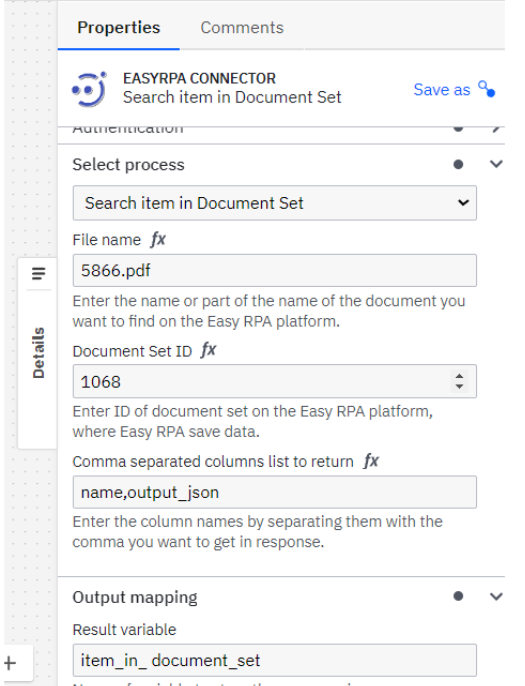 Properties
Comments
EASYRPA CONNECTOR
Search item in Document Set
Save as
Authentication
Select process
Search item in Document Set
File name fx
5866.pdf
Enter the name or part of the name of the document you
want to find on the Easy RPA platform.
Details
Document Set ID fx
1068
Enter ID of document set on the Easy RPA platform,
where Easy RPA save data.
Comma separated columns list to return fx
name,output_json
Enter the column names by separating them with the
comma you want to get in response.
Output mapping
Result variable
item_in_ document_set